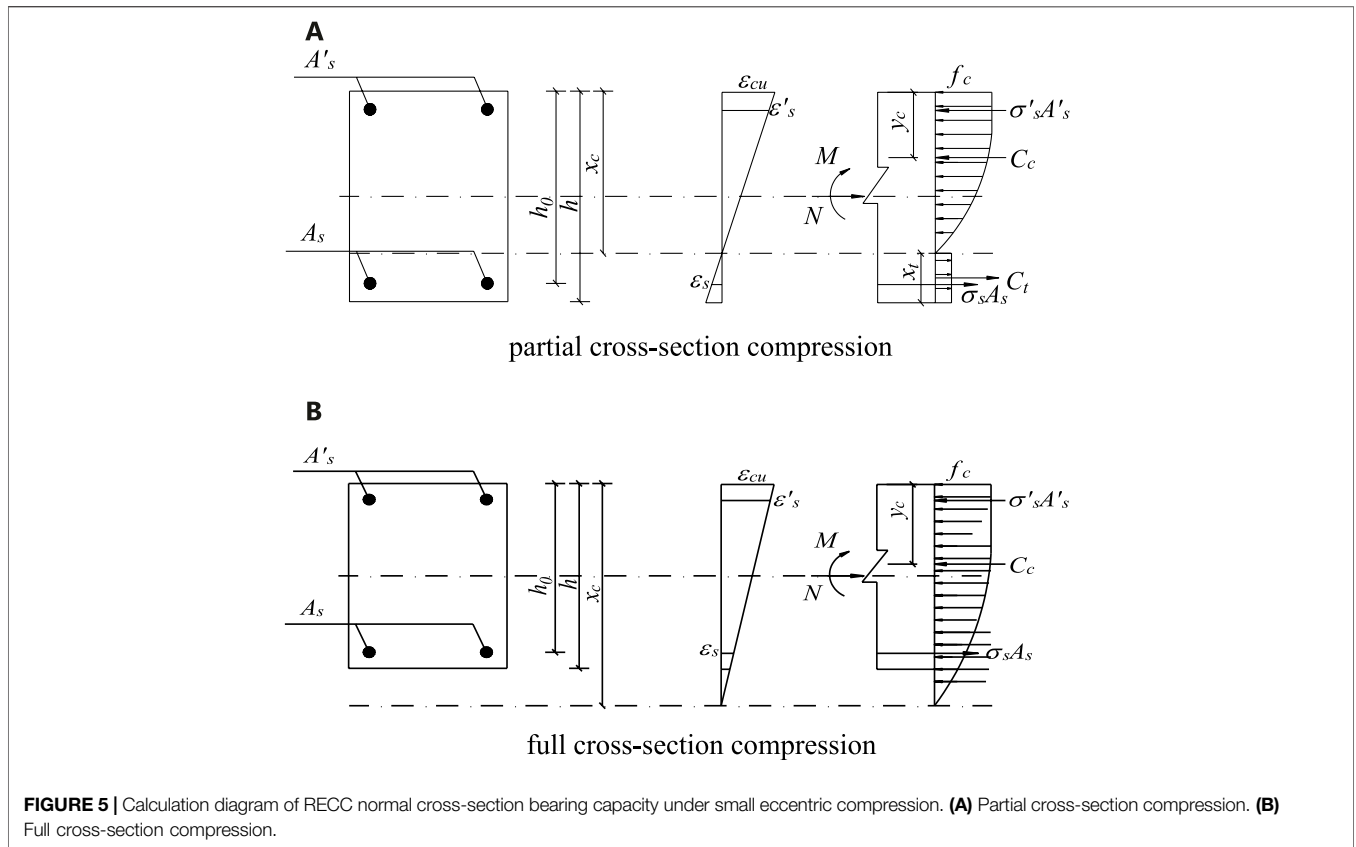 A
A's
As
h0
h
xc
εcu
ε's
εs
M
N
yc
fc
σ'sA's
Cc
xt
Ct
σsAs
partial cross-section compression
B
A's
As
h0
h
xc
εcu
ε's
εs
M
N
yc
fc
σ'sA's
Cc
σsAs
full cross-section compression
FIGURE 5 | Calculation diagram of RECC normal cross-section bearing capacity under small eccentric compression. (A) Partial cross-section compression. (B)
Full cross-section compression.